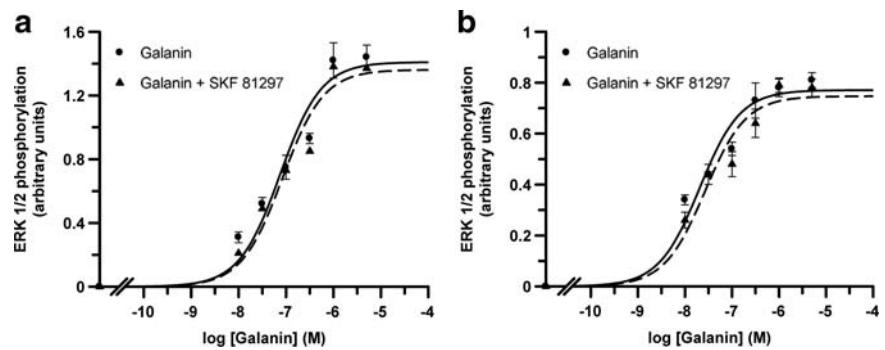 a
ERK 1/2 phosphorylation
(arbitrary units)
1.6
1.2
0.8
0.4
0
Galanin
Galanin + SKF 81297
-10 -9 -8 -7 -6 -5 -4
log [Galanin] (M)
b
ERK 1/2 phosphorylation
(arbitrary units)
1
0.8
0.6
0.4
0.2
0
Galanin
Galanin + SKF 81297
-10 -9 -8 -7 -6 -5 -4
log [Galanin] (M)